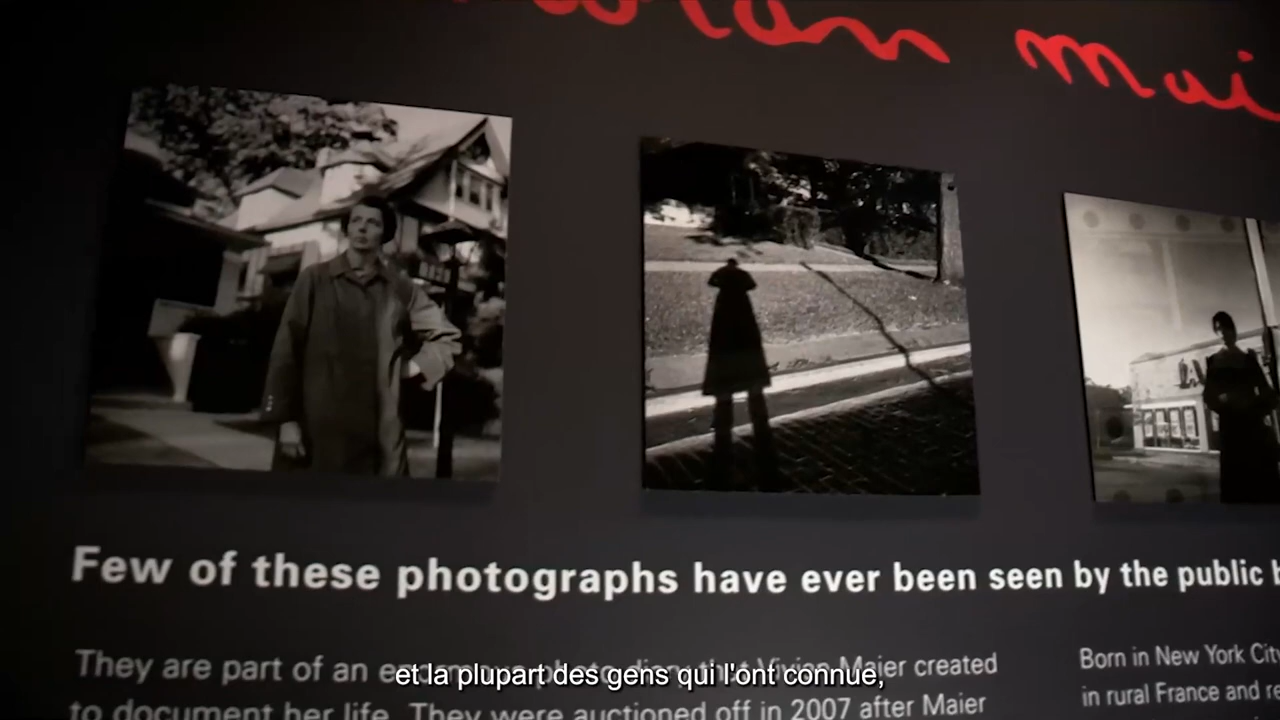 mai
Few of these photographs have ever been seen by the public
They are part of an that Vivian Maier created
to document her life. They were auctioned off in 2007 after Maier
Born in New York City
in rural France and
et la plupart des gens qui l'ont connue,